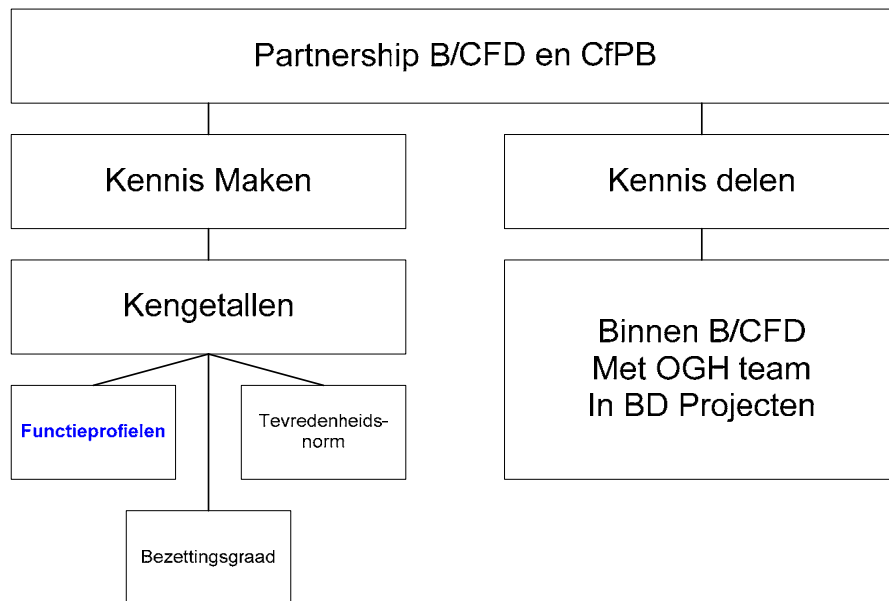 Partnership B/CFD en CfPB
Kennis Maken
Kennis delen
Kengetallen
Binnen B/CFD
Met OGH team
In BD Projecten
Functieprofielen
Tevredenheids-
norm
Bezettingsgraad